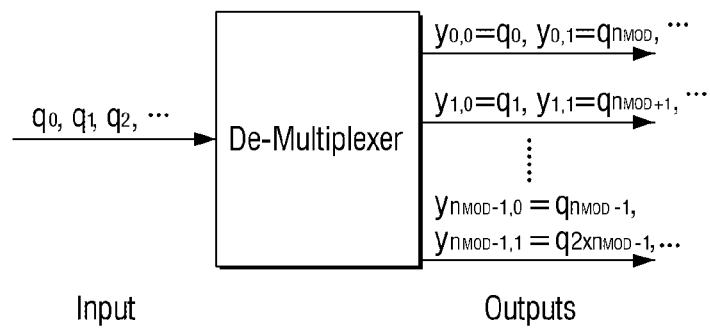 y0,0=q0, y0,1=qnMOD, ...
q0, q1, q2, ...
De-Multiplexer
y1,0=q1, y1,1=qnMOD+1, ...
ynMOD-1,0 = qnMOD-1,
ynMOD-1,1 = q2xnMOD-1, ...
Input
Outputs